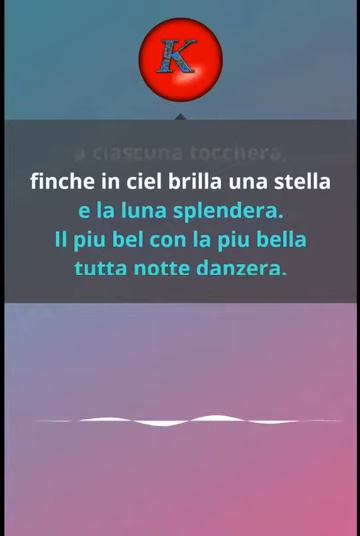 K
a ciascuna tocchera,
finche in ciel brilla una stella
e la luna splendera.
Il piu bel con la piu bella
tutta notte danzera.